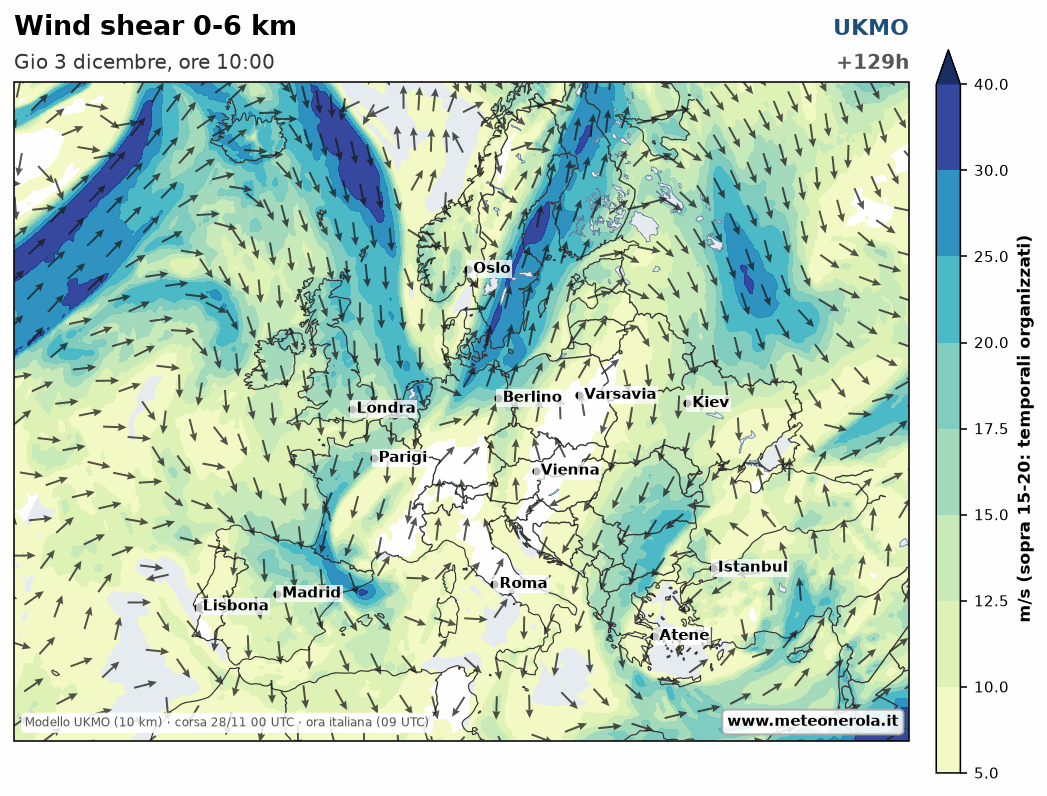 Wind shear 0-6 km
UKMO
Gio 3 dicembre, ore 10:00
+129h
Oslo
Londra
Berlino
Varsavia
Kiev
Parigi
Vienna
Istanbul
Madrid
Roma
Lisbona
Atene
Modello UKMO (10 km) · corsa 28/11 00 UTC · ora italiana (09 UTC)
www.meteonerola.it
40.0
30.0
25.0
20.0
17.5
15.0
12.5
10.0
5.0
m/s (sopra 15-20: temporali organizzati)